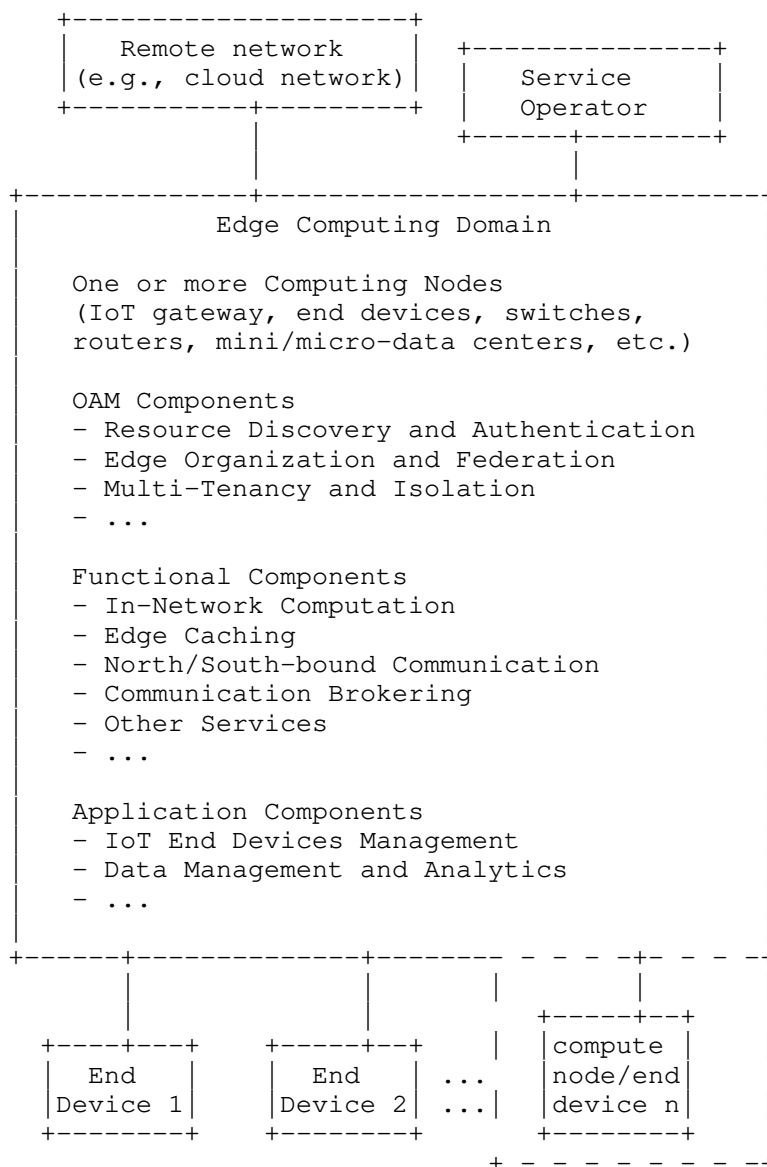 Remote network
(e.g., cloud network)
Service
Operator
Edge Computing Domain
One or more Computing Nodes
(IoT gateway, end devices, switches,
routers, mini/micro-data centers, etc.)
OAM Components
- Resource Discovery and Authentication
- Edge Organization and Federation
- Multi-Tenancy and Isolation
- ...
Functional Components
- In-Network Computation
- Edge Caching
- North/South-bound Communication
- Communication Brokering
- Other Services
- ...
Application Components
- IoT End Devices Management
- Data Management and Analytics
- ...
End
Device 1
End
Device 2
...
...
compute
node/end
device n